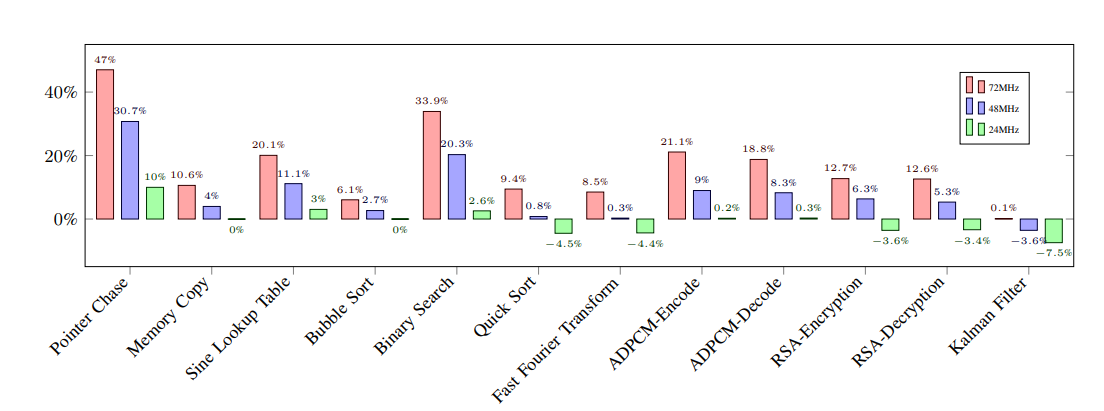 47%
30.7%
10%
10.6%
4%
0%
20.1%
11.1%
3%
6.1%
2.7%
0%
33.9%
20.3%
2.6%
9.4%
0.8%
−4.5%
8.5%
0.3%
−4.4%
21.1%
9%
0.2%
18.8%
8.3%
0.3%
12.7%
6.3%
−3.6%
12.6%
5.3%
−3.4%
0.1%
−3.6%
−7.5%
72MHz
48MHz
24MHz
40%
20%
0%
Pointer Chase
Memory Copy
Sine Lookup Table
Bubble Sort
Binary Search
Quick Sort
Fast Fourier Transform
ADPCM-Encode
ADPCM-Decode
RSA-Encryption
RSA-Decryption
Kalman Filter